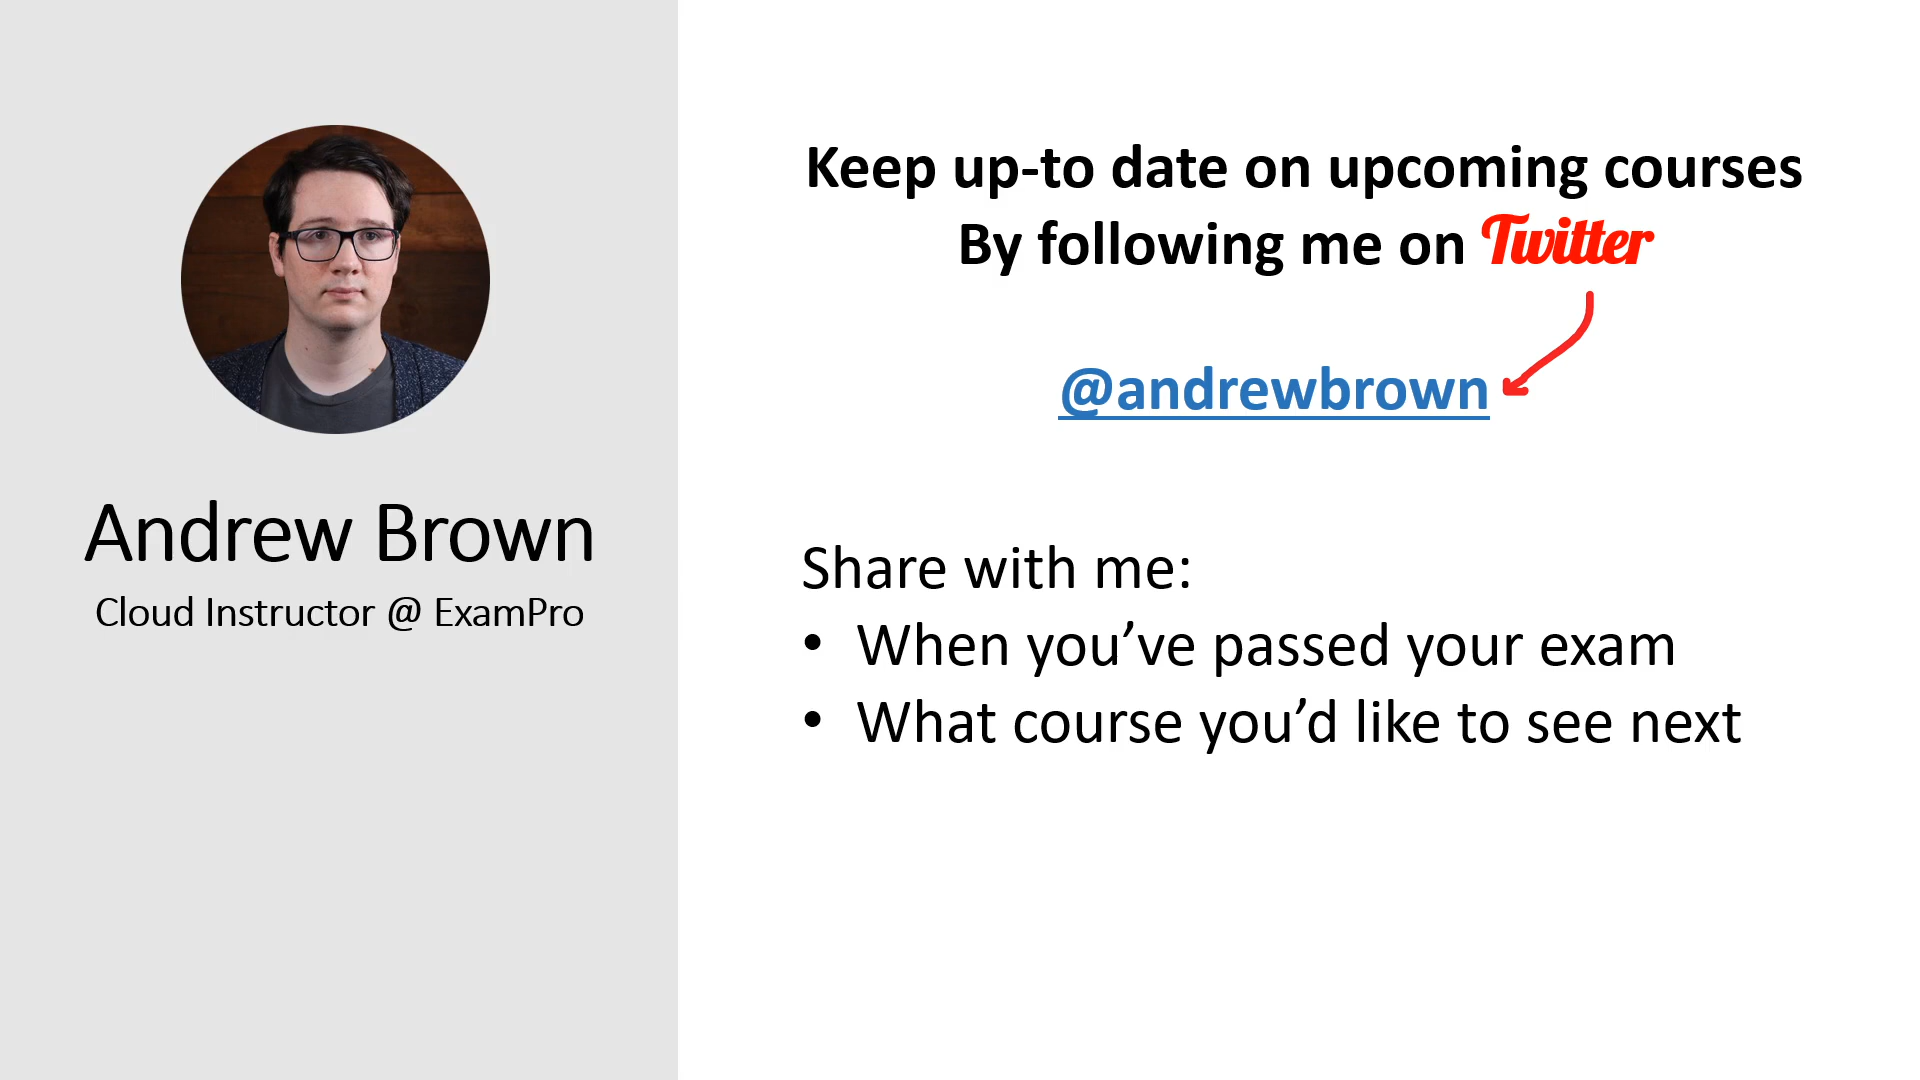 Andrew Brown
Cloud Instructor @ ExamPro
Keep up-to date on upcoming courses
By following me on Twitter
@andrewbrown
Share with me:
• When you’ve passed your exam
• What course you’d like to see next